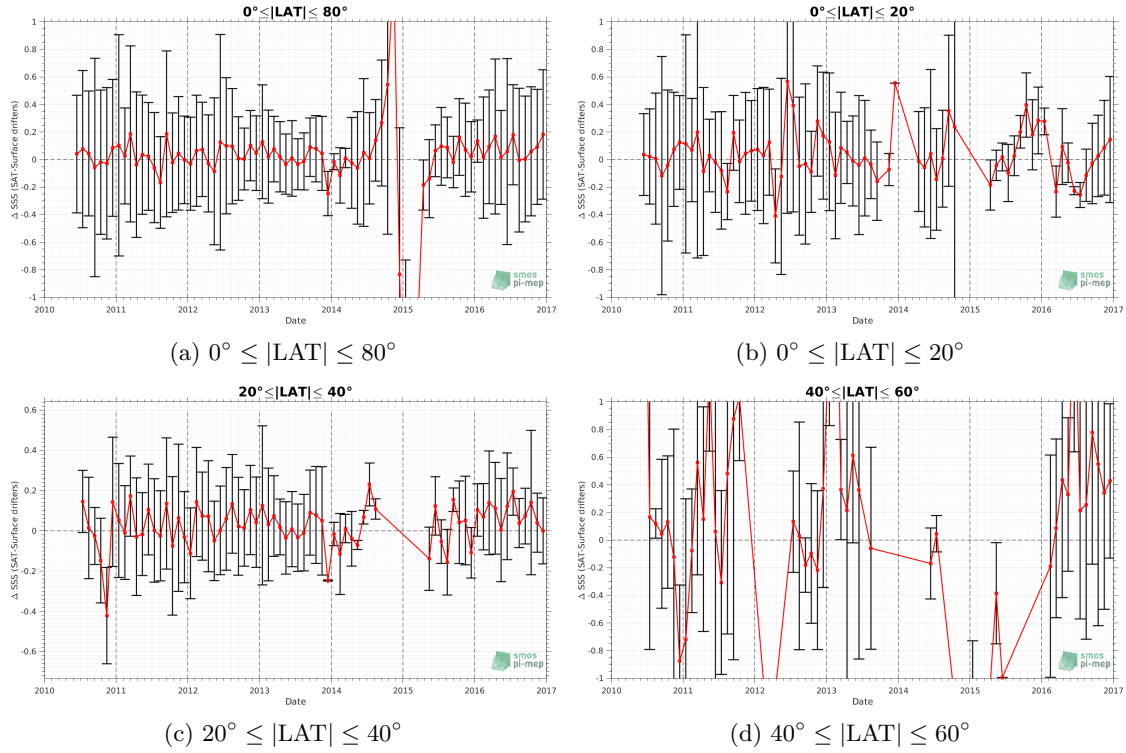 0°≤|LAT|≤ 80°
Δ SSS (SAT-Surface drifters)
1
0.8
0.6
0.4
0.2
0
-0.2
-0.4
-0.6
-0.8
-1
2010 2011 2012 2013 2014 2015 2016 2017
Date
smos
pi-mep
(a) 0° ≤ |LAT| ≤ 80°
0°≤|LAT|≤ 20°
Δ SSS (SAT-Surface drifters)
1
0.8
0.6
0.4
0.2
0
-0.2
-0.4
-0.6
-0.8
-1
2010 2011 2012 2013 2014 2015 2016 2017
Date
smos
pi-mep
(b) 0° ≤ |LAT| ≤ 20°
20°≤|LAT|≤ 40°
Δ SSS (SAT-Surface drifters)
0.6
0.4
0.2
0
-0.2
-0.4
-0.6
2010 2011 2012 2013 2014 2015 2016 2017
Date
smos
pi-mep
(c) 20° ≤ |LAT| ≤ 40°
40°≤|LAT|≤ 60°
Δ SSS (SAT-Surface drifters)
1
0.8
0.6
0.4
0.2
0
-0.2
-0.4
-0.6
-0.8
-1
2010 2011 2012 2013 2014 2015 2016 2017
Date
smos
pi-mep
(d) 40° ≤ |LAT| ≤ 60°